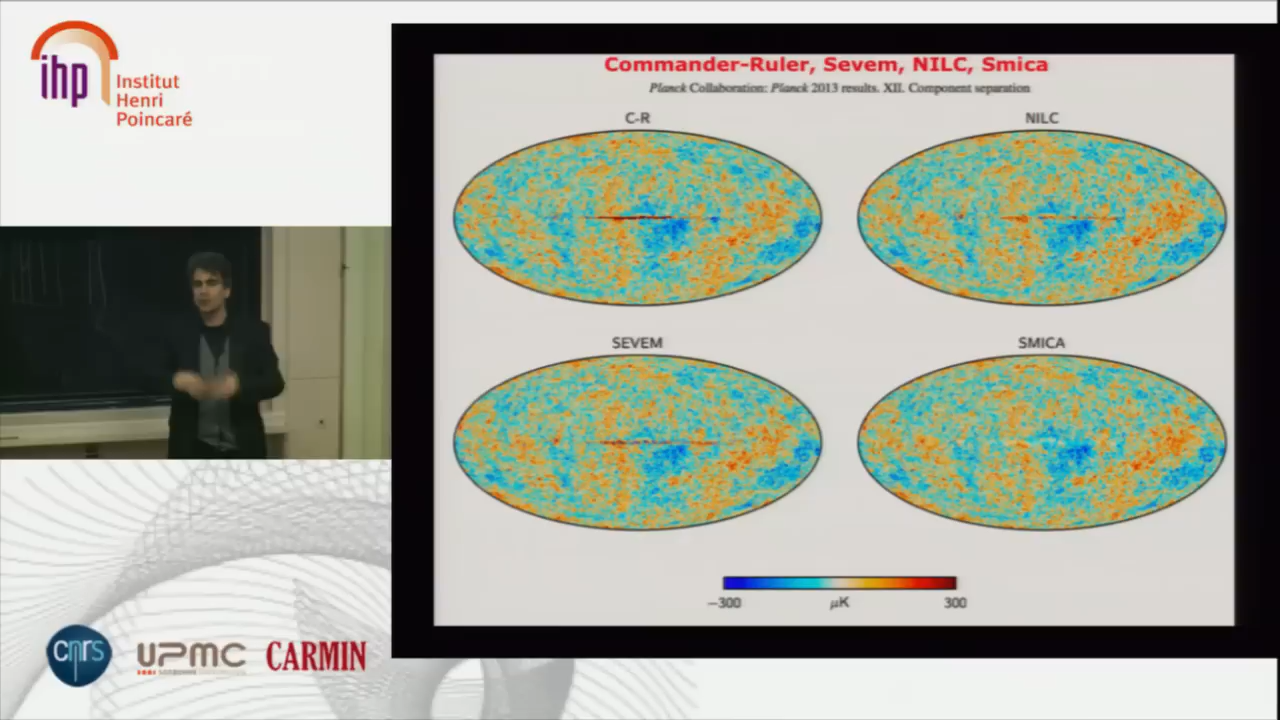 ihp
Institut
Henri
Poincaré
Commander-Ruler, Sevem, NILC, Smica
Planck Collaboration: Planck 2013 results. XII. Component separation
C-R
NILC
SEVEM
SMICA
−300
μK
300
cnrs
UPMC
CARMIN